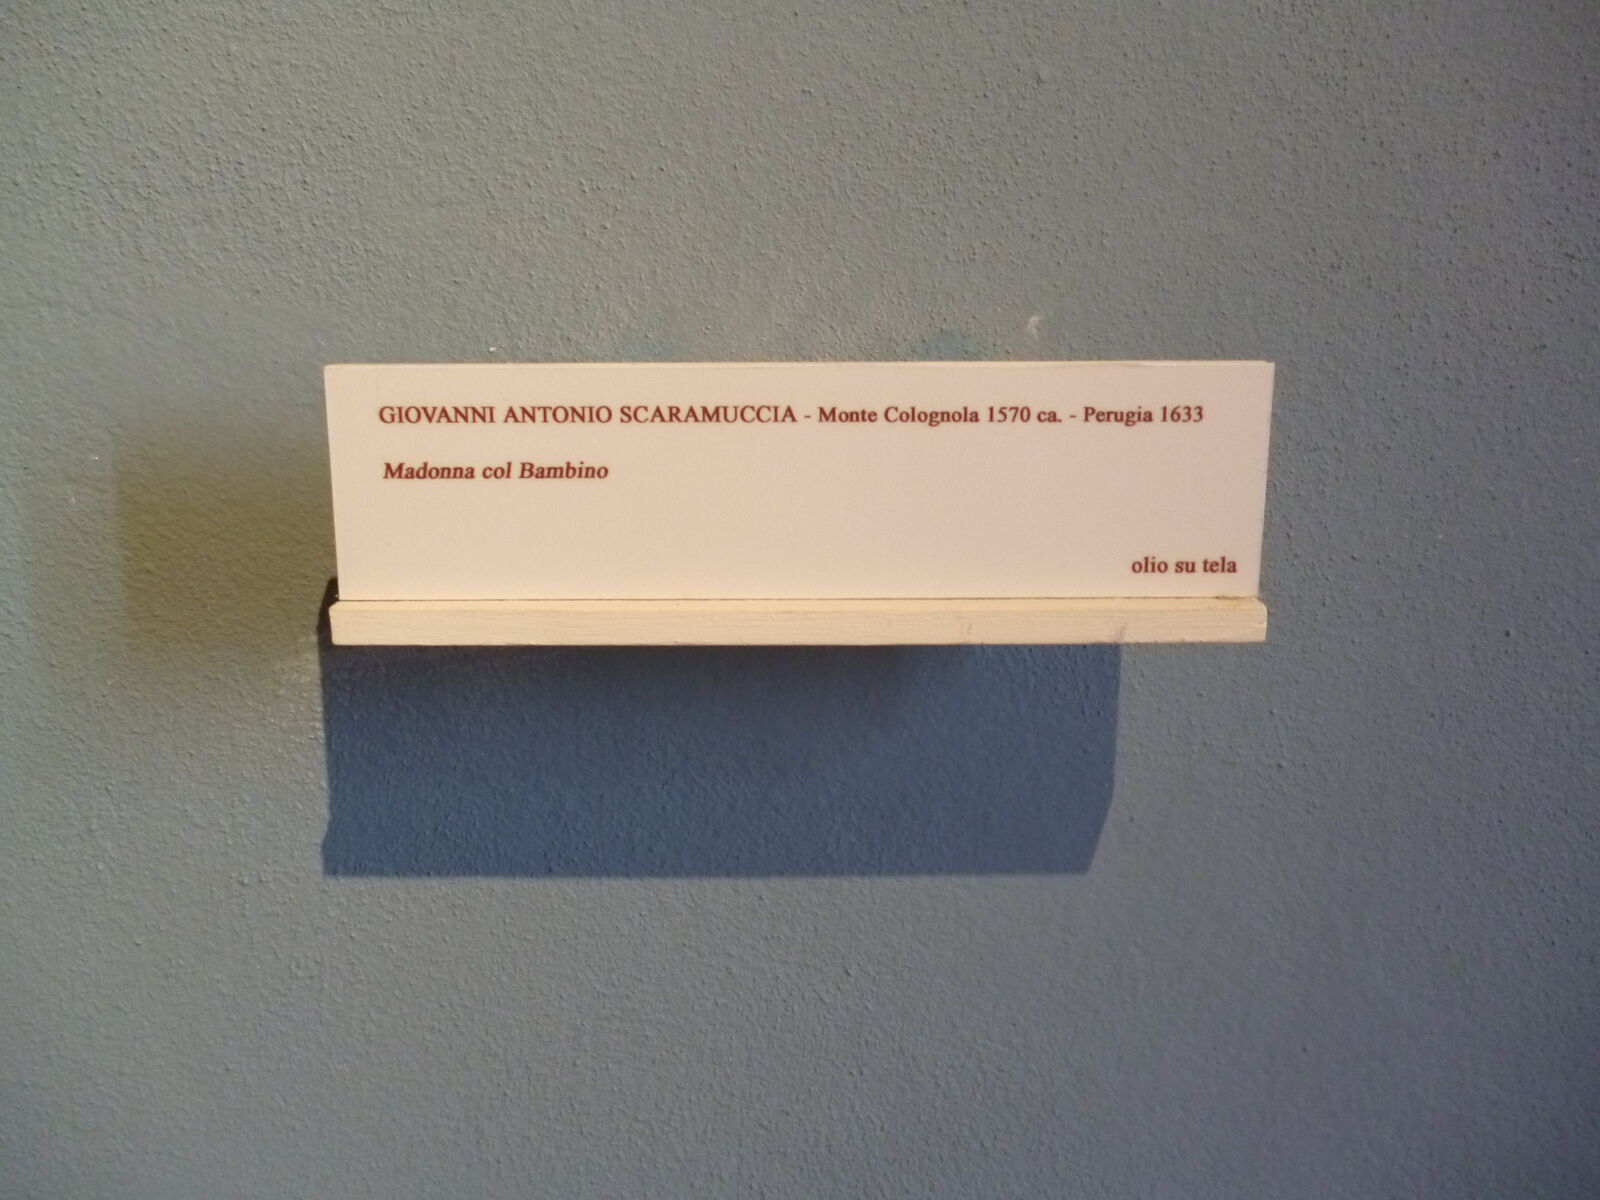 GIOVANNI ANTONIO SCARAMUCCIA - Monte Colognola 1570 ca. - Perugia 1633
Madonna col Bambino
olio su tela